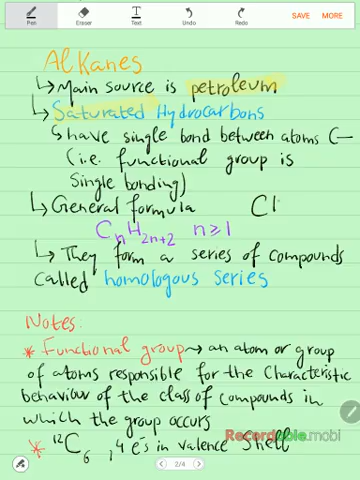 Pen
Eraser
Text
Undo
Redo
SAVE
MORE
Alkanes
↳ Main source is petroleum
↳ Saturated Hydrocarbons
↳ have single bond between atoms C—
(i.e. functional group is
single bonding)
↳ General formula CH
CnH2n+2 n≥1
↳ They form a series of compounds
called homologous series
Notes:
* Functional group → an atom or group
of atoms responsible for the Characteristic
behaviour of the class of compounds in
which the group occurs
Recordable.mobi
* ¹²C₆, 4 e⁻s in valence shell
2/4